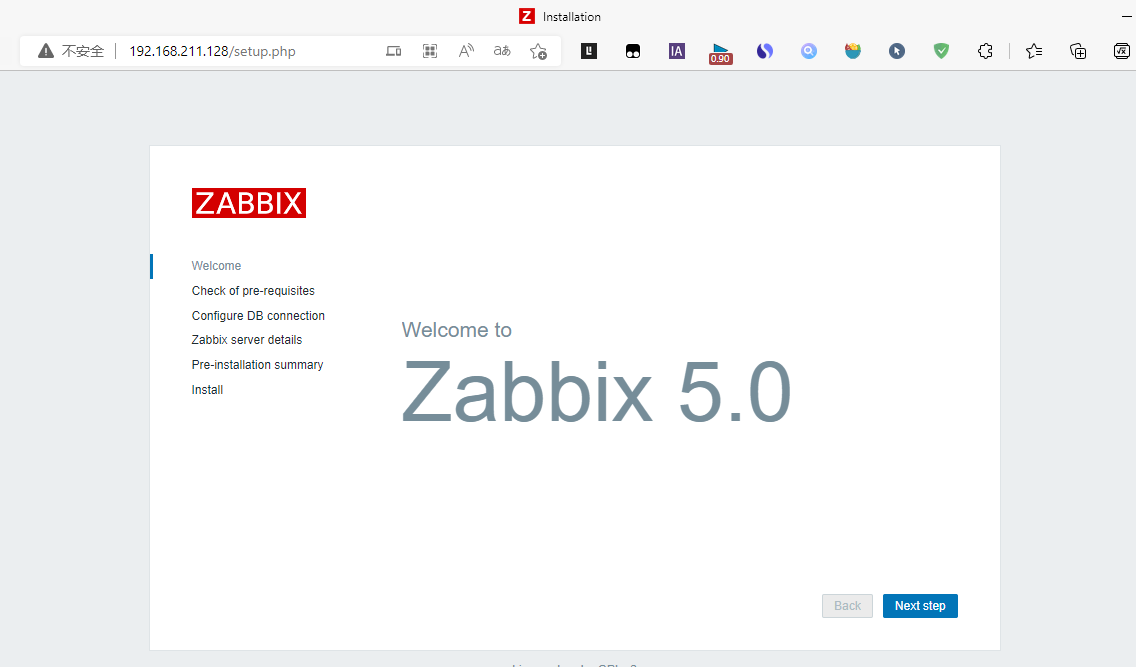 Z Installation
不安全 192.168.211.128/setup.php
IA
0.90
ZABBIX
Welcome
Check of pre-requisites
Configure DB connection
Zabbix server details
Pre-installation summary
Install
Welcome to
Zabbix 5.0
Back Next step